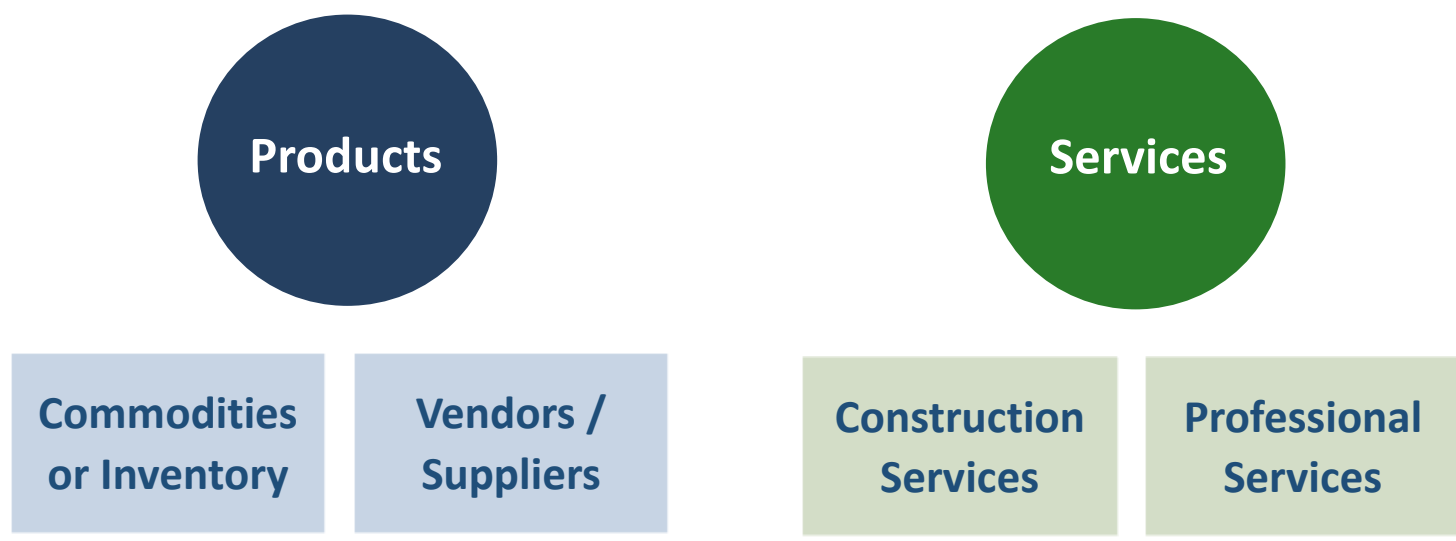 Products
Services
Commodities
or Inventory
Vendors /
Suppliers
Construction
Services
Professional
Services